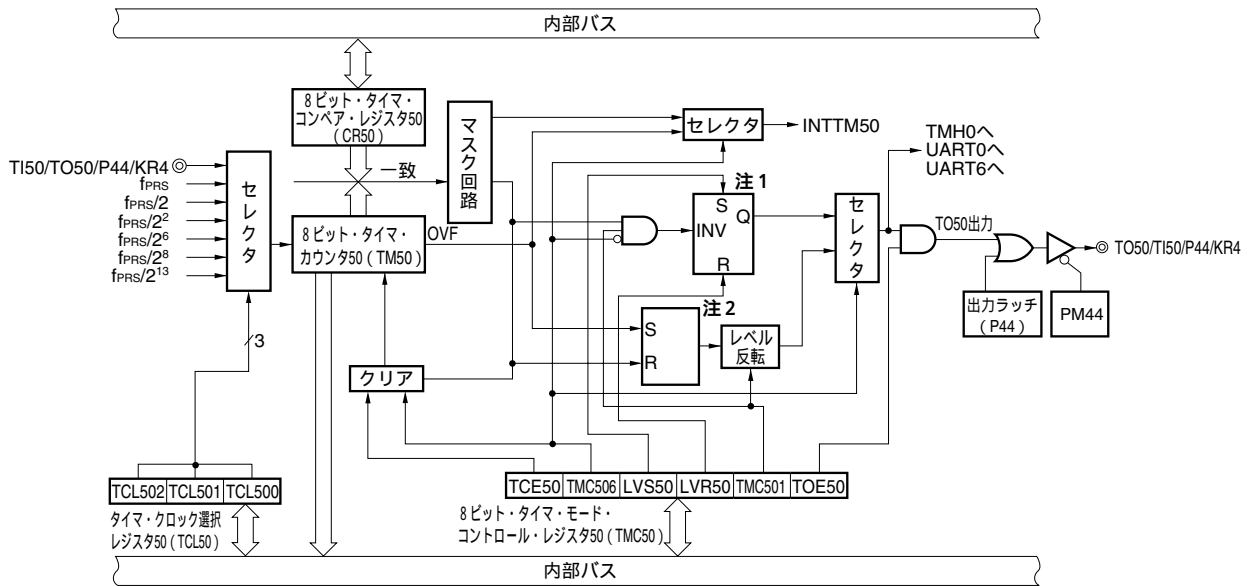 内部バス
8ビット・タイマ・
コンペア・レジスタ50
(CR50)
マスク回路
セレクタ
INTTM50
TMH0へ
UART0へ
UART6へ
TI50/TO50/P44/KR4
fPRS
fPRS/2
fPRS/2²
fPRS/2⁶
fPRS/2⁸
fPRS/2¹³
セレクタ
一致
8ビット・タイマ・
カウンタ50(TM50)
OVF
注1
S
INV
Q
R
セレクタ
TO50出力
TO50/TI50/P44/KR4
出力ラッチ
(P44)
PM44
注2
S
R
レベル
反転
3
クリア
TCL502 TCL501 TCL500
タイマ・クロック選択
レジスタ50(TCL50)
TCE50 TMC506 LVS50 LVR50 TMC501 TOE50
8ビット・タイマ・モード・
コントロール・レジスタ50(TMC50)
内部バス